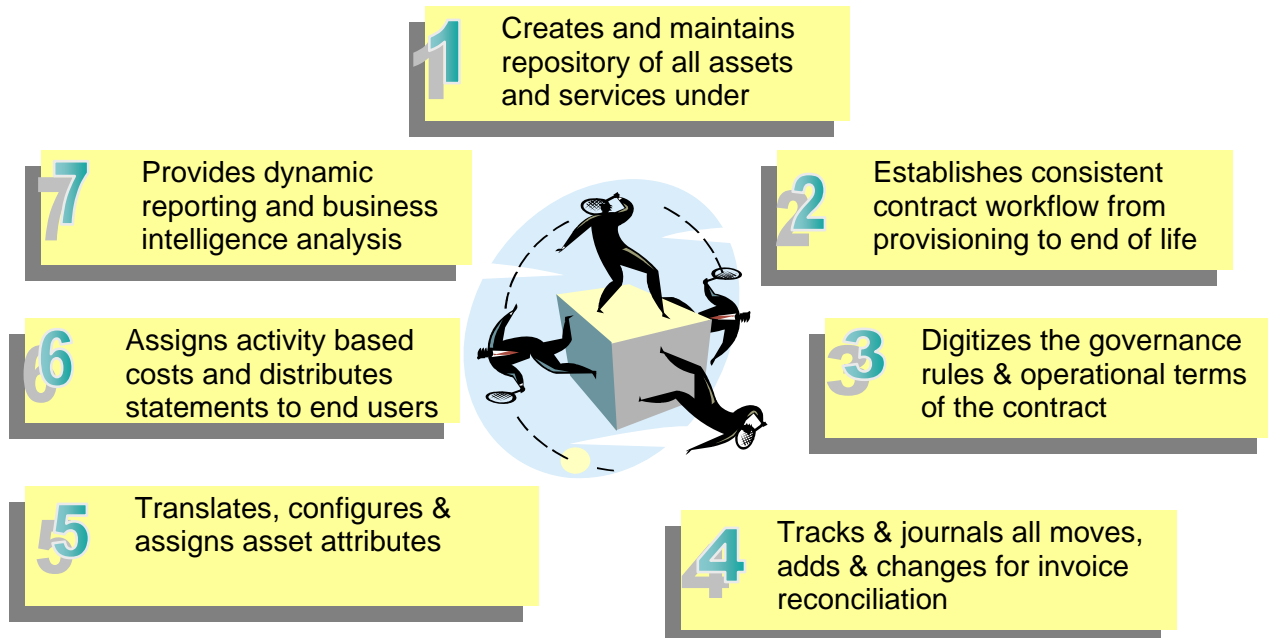 1
Creates and maintains
repository of all assets
and services under
2
Establishes consistent
contract workflow from
provisioning to end of life
3
Digitizes the governance
rules & operational terms
of the contract
4
Tracks & journals all moves,
adds & changes for invoice
reconciliation
5
Translates, configures &
assigns asset attributes
6
Assigns activity based
costs and distributes
statements to end users
7
Provides dynamic
reporting and business
intelligence analysis